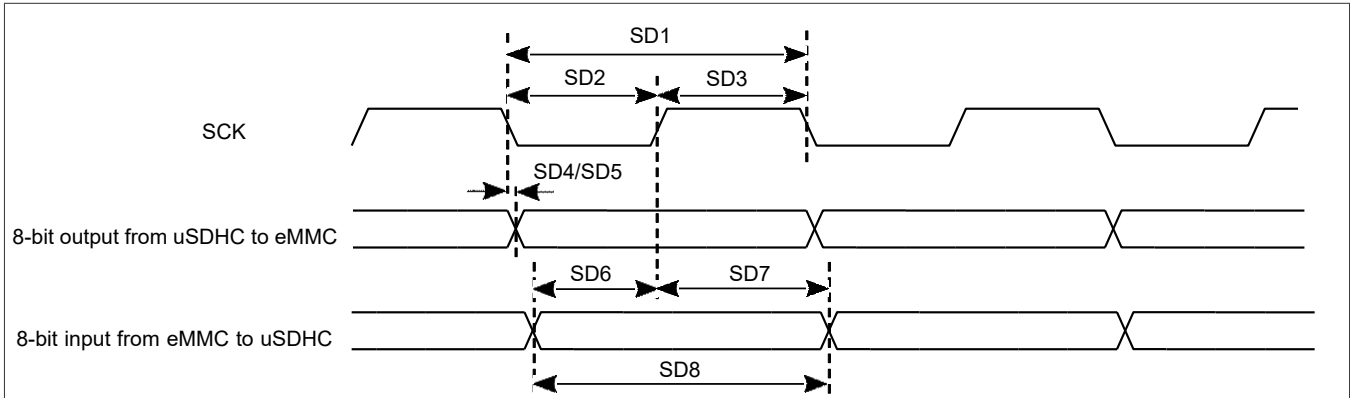 SD1
SD2
SD3
SCK
SD4/SD5
8-bit output from uSDHC to eMMC
SD6
SD7
8-bit input from eMMC to uSDHC
SD8